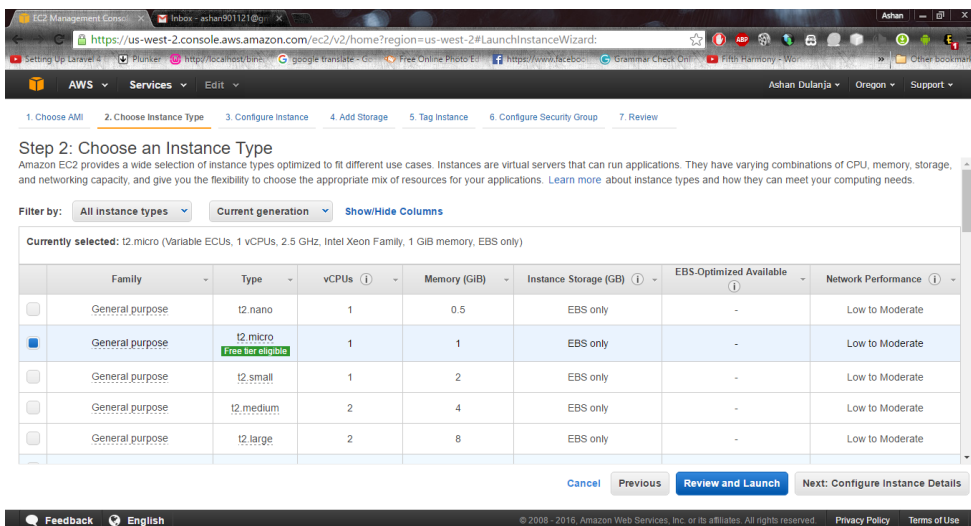 EC2 Management Consol
Inbox - ashan901121@gm
Ashan
https://us-west-2.console.aws.amazon.com/ec2/v2/home?region=us-west-2#LaunchInstanceWizard:
ABP
Setting Up Laravel 4
Plunker
http://localhost/bine
google translate - Go
Free Online Photo Ed
https://www.faceboo
Grammar Check Onl
Fifth Harmony - Wor
»
Other bookmark
AWS
Services
Edit
Ashan Dulanja
Oregon
Support
1. Choose AMI
2. Choose Instance Type
3. Configure Instance
4. Add Storage
5. Tag Instance
6. Configure Security Group
7. Review
Step 2: Choose an Instance Type
Amazon EC2 provides a wide selection of instance types optimized to fit different use cases. Instances are virtual servers that can run applications. They have varying combinations of CPU, memory, storage,
and networking capacity, and give you the flexibility to choose the appropriate mix of resources for your applications. Learn more about instance types and how they can meet your computing needs.
Filter by: All instance types Current generation Show/Hide Columns
Currently selected: t2.micro (Variable ECUs, 1 vCPUs, 2.5 GHz, Intel Xeon Family, 1 GiB memory, EBS only)
Family Type vCPUs Memory (GiB) Instance Storage (GB) EBS-Optimized Available Network Performance
General purpose t2.nano 1 0.5 EBS only - Low to Moderate
General purpose t2.micro Free tier eligible 1 1 EBS only - Low to Moderate
General purpose t2.small 1 2 EBS only - Low to Moderate
General purpose t2.medium 2 4 EBS only - Low to Moderate
General purpose t2.large 2 8 EBS only - Low to Moderate
Cancel Previous Review and Launch Next: Configure Instance Details
Feedback English © 2008 - 2016, Amazon Web Services, Inc. or its affiliates. All rights reserved. Privacy Policy Terms of Use